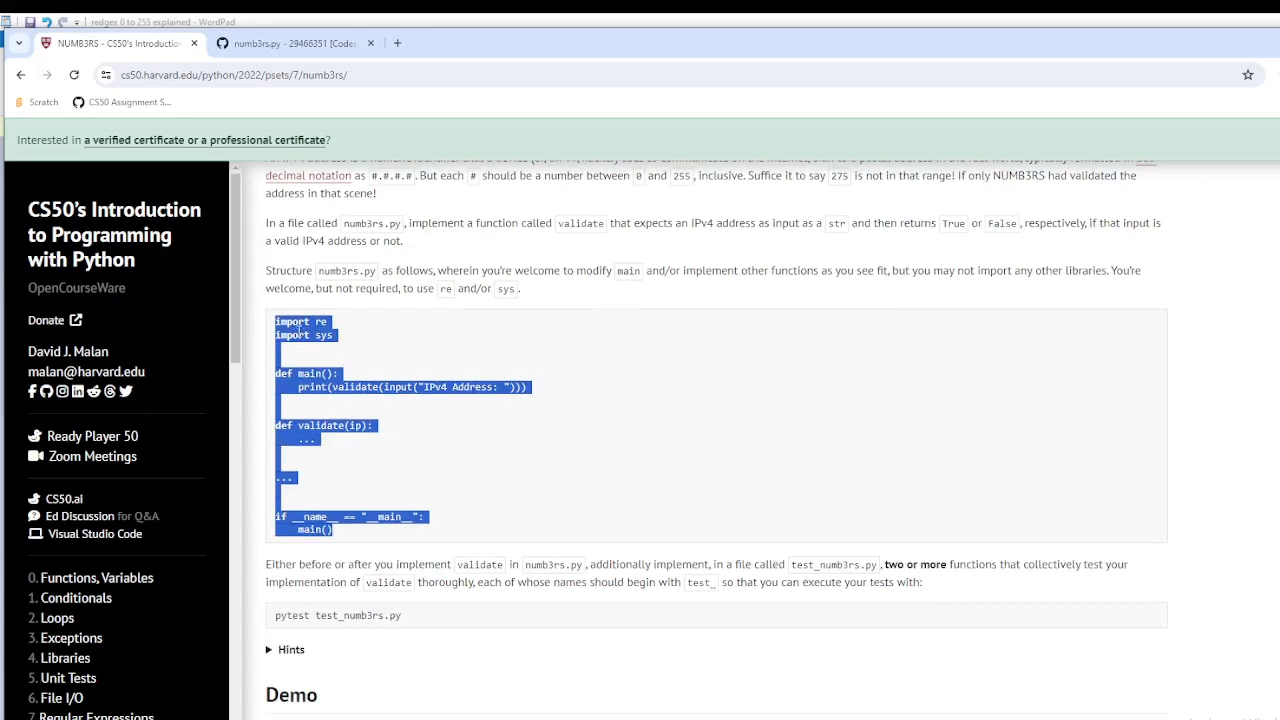 redgex 0 to 255 explained - WordPad
NUMB3RS - CS50's Introduction
numb3rs.py - 29466351 [Codes
cs50.harvard.edu/python/2022/psets/7/numb3rs/
Scratch
CS50 Assignment S...
Interested in a verified certificate or a professional certificate?
decimal notation as #.#.#.#. But each # should be a number between 0 and 255, inclusive. Suffice it to say 275 is not in that range! If only NUMB3RS had validated the
address in that scene!
In a file called numb3rs.py, implement a function called validate that expects an IPv4 address as input as a str and then returns True or False, respectively, if that input
is a valid IPv4 address or not.
Structure numb3rs.py as follows, wherein you're welcome to modify main and/or implement other functions as you see fit, but you may not import any other libraries. You're
welcome, but not required, to use re and/or sys.
import re
import sys
def main():
print(validate(input("IPv4 Address: ")))
def validate(ip):
...
...
if __name__ == "__main__":
main()
Either before or after you implement validate in numb3rs.py, additionally implement, in a file called test_numb3rs.py, two or more functions that collectively test your
implementation of validate thoroughly, each of whose names should begin with test_ so that you can execute your tests with:
pytest test_numb3rs.py
Hints
Demo
CS50's Introduction
to Programming
with Python
OpenCourseWare
Donate
David J. Malan
malan@harvard.edu
Ready Player 50
Zoom Meetings
CS50.ai
Ed Discussion for Q&A
Visual Studio Code
0. Functions, Variables
1. Conditionals
2. Loops
3. Exceptions
4. Libraries
5. Unit Tests
6. File I/O
7. Regular Expressions